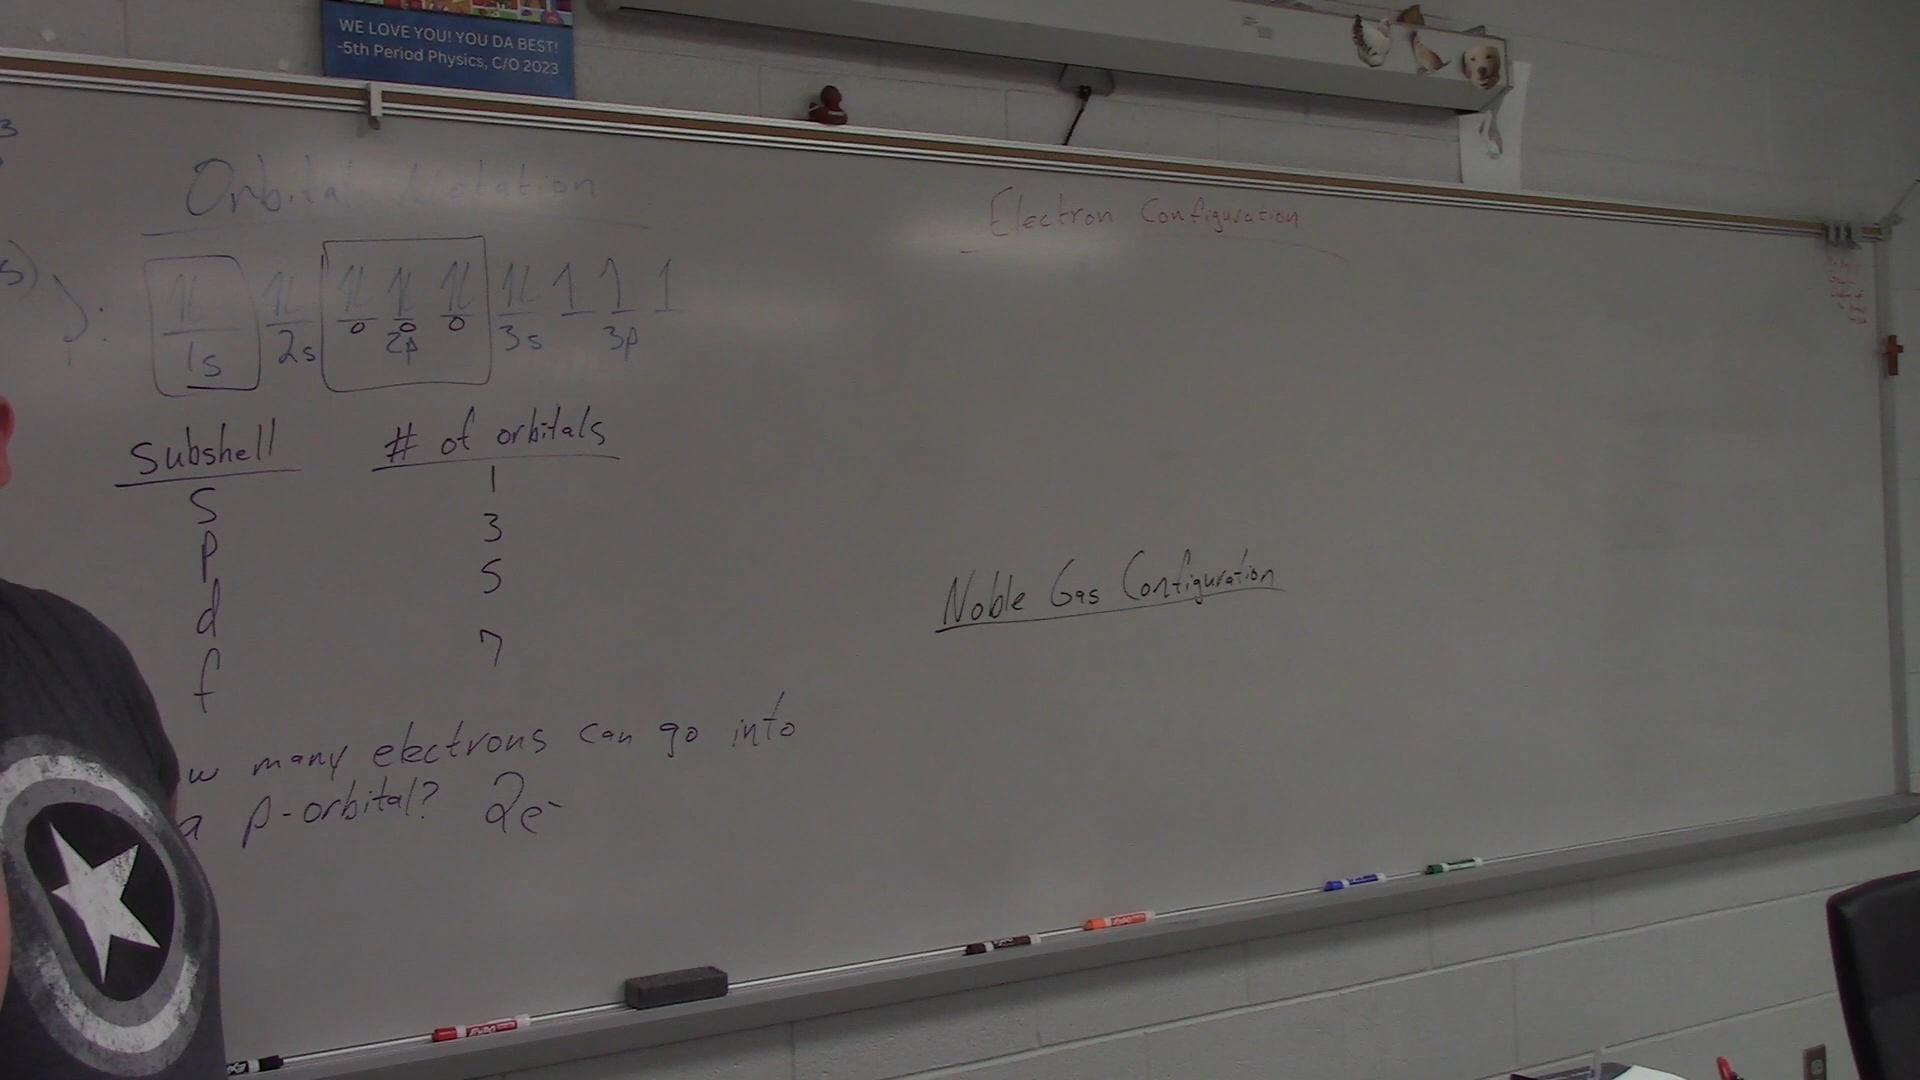 WE LOVE YOU! YOU DA BEST!
-5th Period Physics, C/O 2023
Orbital Notation
1s 2s 2p 3s 3p
Subshell # of orbitals
s 1
p 3
d 5
f 7
w many electrons can go into
a p-orbital? 2e-
Electron Configuration
Noble Gas Configuration
EXPO